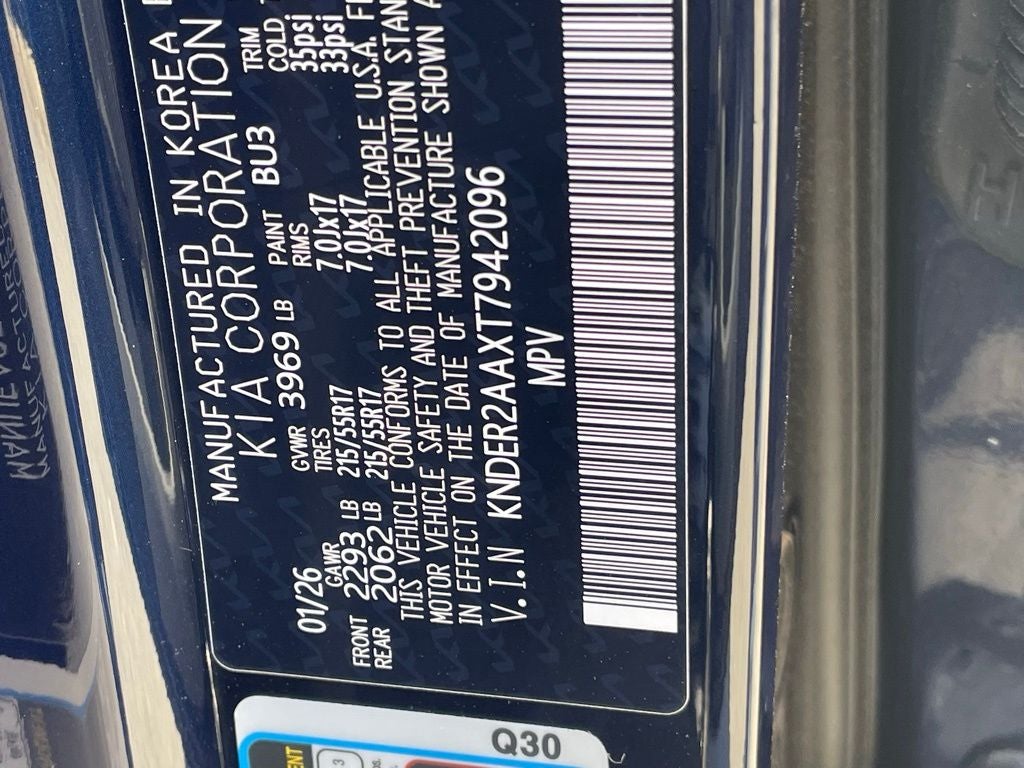 MANUFACTURED IN KOREA
KIA CORPORATION
01/26 GVWR 3969 LB PAINT BU3 TRIM
GAWR TIRES RIMS COLD
FRONT 2293 LB 215/55R17 7.0Jx17 35psi
REAR 2062 LB 215/55R17 7.0Jx17 33psi
THIS VEHICLE CONFORMS TO ALL APPLICABLE U.S.A.
MOTOR VEHICLE SAFETY AND THEFT PREVENTION STAN
IN EFFECT ON THE DATE OF MANUFACTURE SHOWN A
V.I.N KNDER2AAXT7942096
MPV
Q30
ENT
3